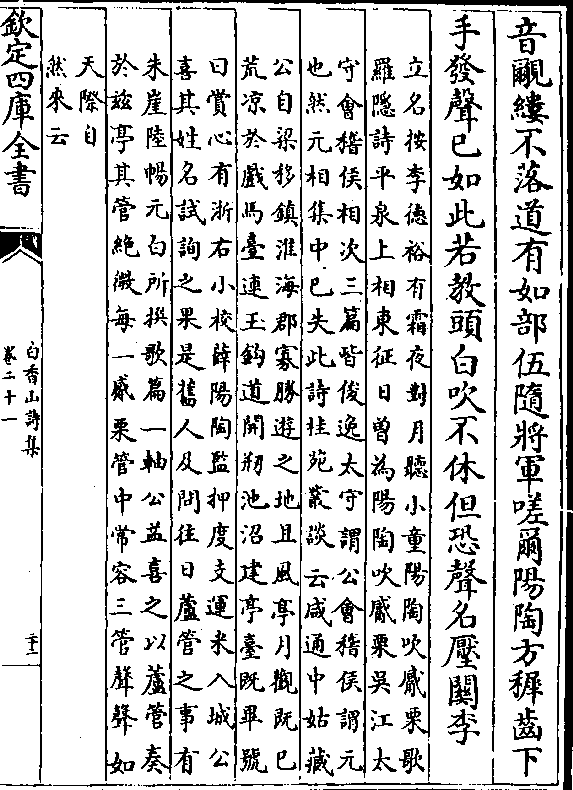 音覼縷不落道有如部伍隨將軍嗟爾陽陶方稺齒下
手發聲已如此若教頭白吹不休但恐聲名壓關李
立名按李德裕有霜夜對月聽小童陽陶吹觱栗歌
羅隱詩平泉上相東征日曾為陽陶吹觱栗吳江太
守會稽侯相次三篇皆俊逸太守謂公會稽侯謂元
也然元相集中已失此詩桂苑叢談云咸通中姑臧
公自梁移鎮淮海郡寡勝遊之地且風亭月觀既已
荒凉於戲馬臺連玉鈎道開剏池沼建亭臺既畢號
曰賞心有浙右小校薛陽陶監押度支運米入城公
喜其姓名試詢之果是舊人及問往日蘆管之事有
朱崖陸暢元白所撰歌篇一軸公益喜之以蘆管奏
於兹亭其管絶微每一觱栗管中常容三管聲聲如
天際自
然來云
欽定四庫全書
白香山詩集
卷二十一